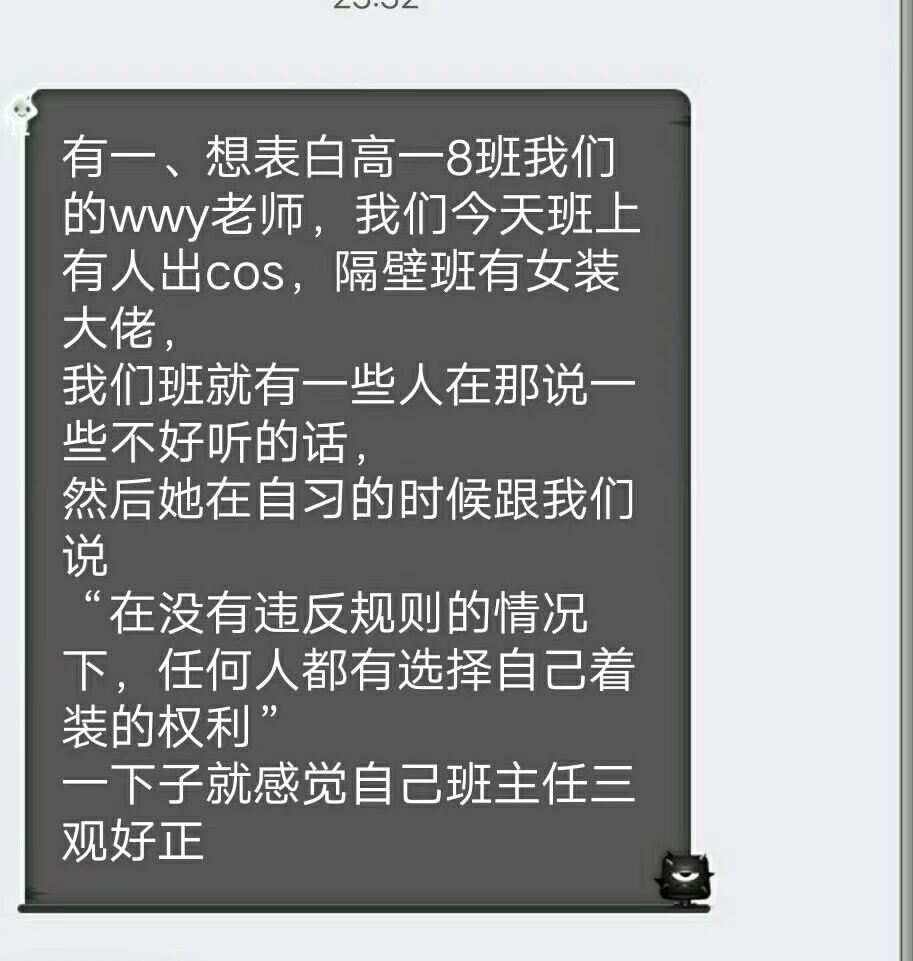 有一、想表白高一8班我们
的wwy老师，我们今天班上
有人出cos，隔壁班有女装
大佬，
我们班就有一些人在那说一
些不好听的话，
然后她在自习的时候跟我们
说
“在没有违反规则的情况
下，任何人都有选择自己着
装的权利”
一下子就感觉自己班主任三
观好正